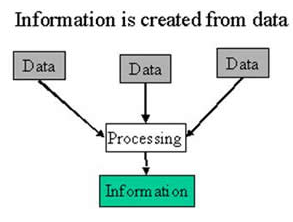 Information is created from data
Data
Data
Data
Processing
Information